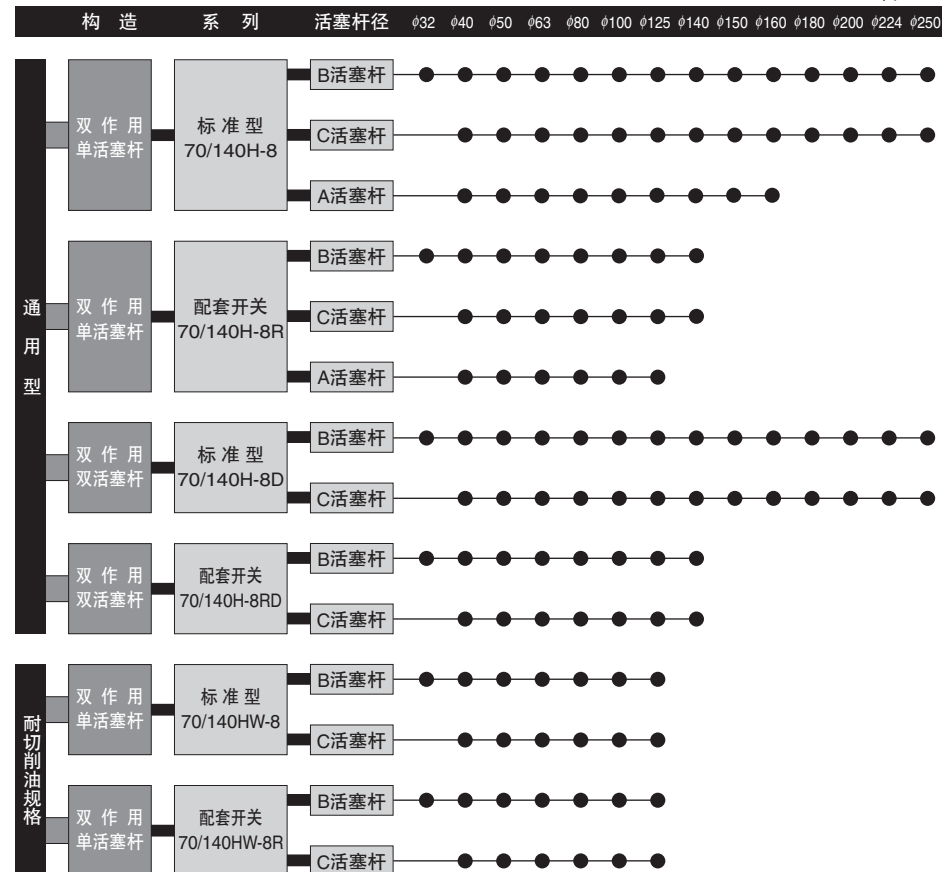 构 造 系 列 活塞杆径 φ32 φ40 φ50 φ63 φ80 φ100 φ125 φ140 φ150 φ160 φ180 φ200 φ224 φ250
通用型
双作用
单活塞杆
标准型
70/140H-8
B活塞杆
C活塞杆
A活塞杆
双作用
单活塞杆
配套开关
70/140H-8R
B活塞杆
C活塞杆
A活塞杆
双作用
双活塞杆
标准型
70/140H-8D
B活塞杆
C活塞杆
双作用
双活塞杆
配套开关
70/140H-8RD
B活塞杆
C活塞杆
耐切削油规格
双作用
单活塞杆
标准型
70/140HW-8
B活塞杆
C活塞杆
双作用
单活塞杆
配套开关
70/140HW-8R
B活塞杆
C活塞杆